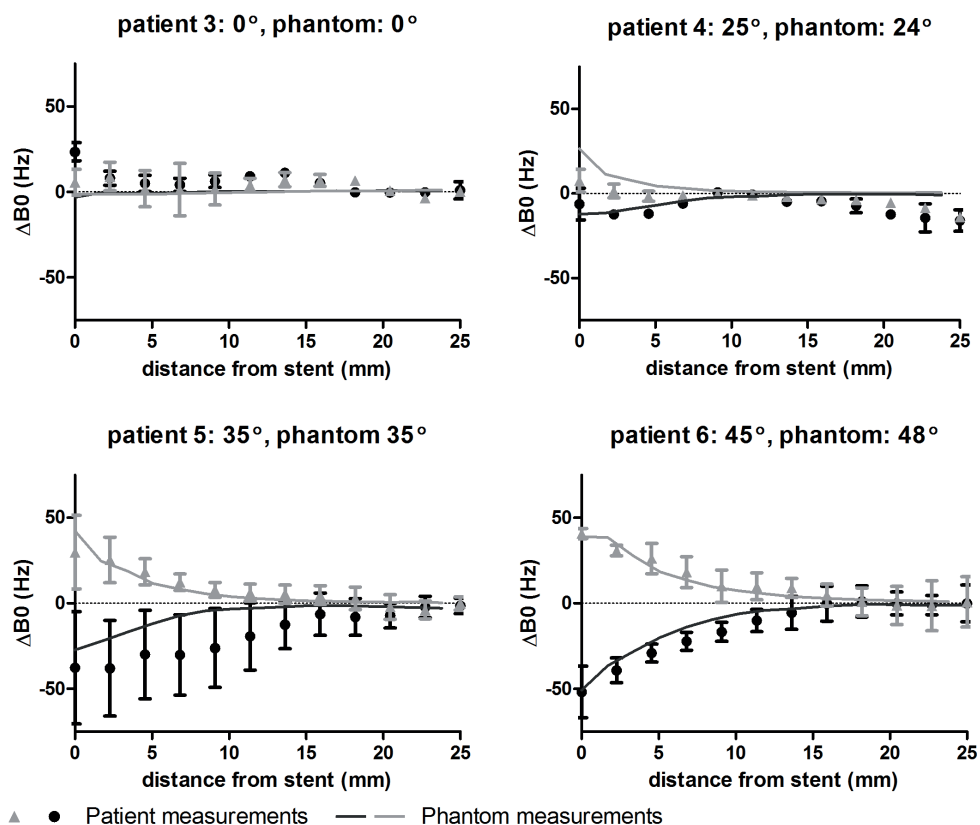 patient 3: 0°, phantom: 0°
patient 4: 25°, phantom: 24°
ΔB0 (Hz)
50
0
-50
0 5 10 15 20 25
distance from stent (mm)
ΔB0 (Hz)
50
0
-50
0 5 10 15 20 25
distance from stent (mm)
patient 5: 35°, phantom 35°
patient 6: 45°, phantom: 48°
ΔB0 (Hz)
50
0
-50
0 5 10 15 20 25
distance from stent (mm)
ΔB0 (Hz)
50
0
-50
0 5 10 15 20 25
distance from stent (mm)
Patient measurements
Phantom measurements